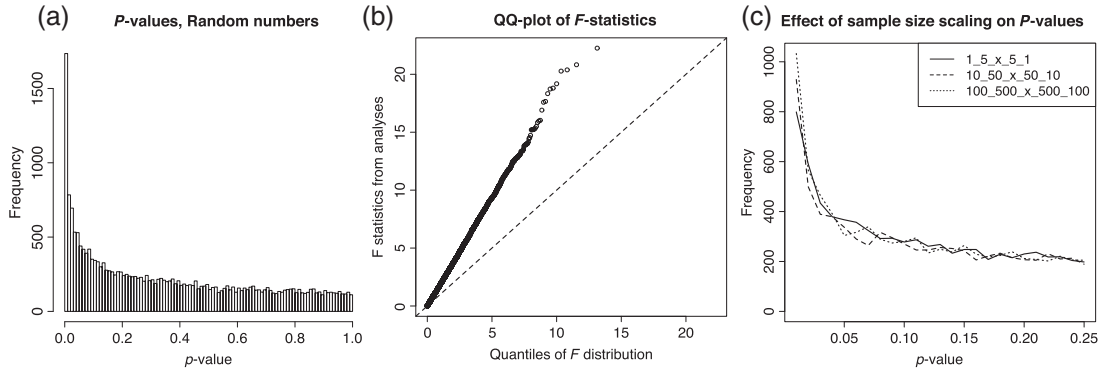 (a)
P-values, Random numbers
Frequency
0
500
1000
1500
0.0
0.2
0.4
0.6
0.8
1.0
p-value
(b)
QQ-plot of F-statistics
F statistics from analyses
0
5
10
15
20
0
5
10
15
20
Quantiles of F distribution
(c)
Effect of sample size scaling on P-values
1_5_x_5_1
10_50_x_50_10
100_500_x_500_100
Frequency
0
200
400
600
800
1000
0.05
0.10
0.15
0.20
0.25
p-value